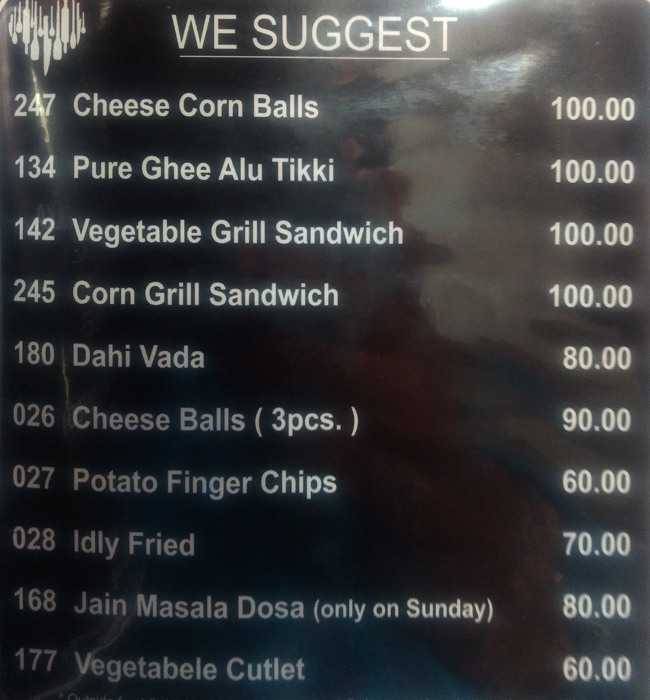 WE SUGGEST
247 Cheese Corn Balls 100.00
134 Pure Ghee Alu Tikki 100.00
142 Vegetable Grill Sandwich 100.00
245 Corn Grill Sandwich 100.00
180 Dahi Vada 80.00
026 Cheese Balls ( 3pcs. ) 90.00
027 Potato Finger Chips 60.00
028 Idly Fried 70.00
168 Jain Masala Dosa (only on Sunday) 80.00
177 Vegetabele Cutlet 60.00